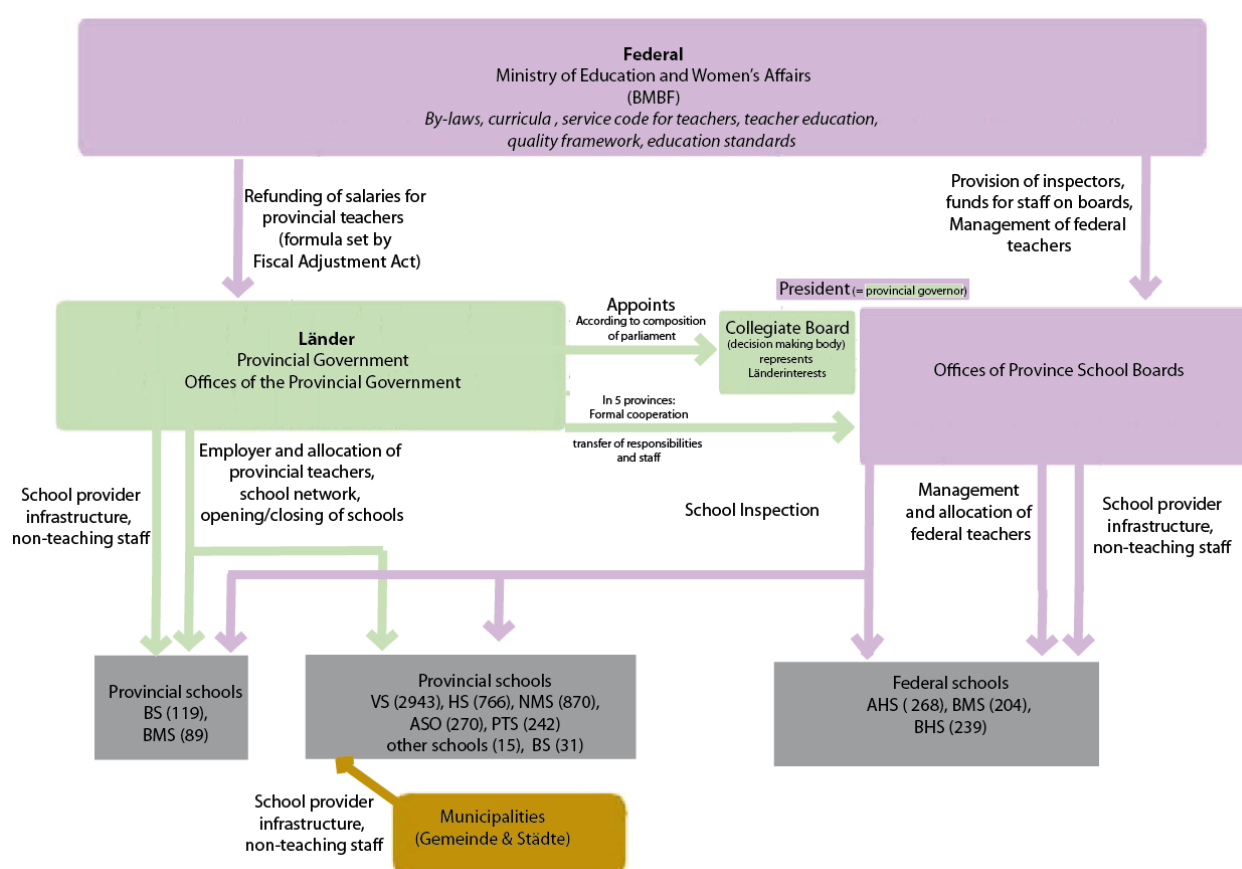 Federal
Ministry of Education and Women's Affairs
(BMBF)
By-laws, curricula , service code for teachers, teacher education,
quality framework, education standards
Refunding of salaries for
provincial teachers
(formula set by
Fiscal Adjustment Act)
Provision of inspectors,
funds for staff on boards,
Management of federal
teachers
President (= provincial governor)
Länder
Provincial Government
Offices of the Provincial Government
Appoints
According to composition
of parliament
Collegiate Board
(decision making body)
represents
Länderinterests
Offices of Province School Boards
In 5 provinces:
Formal cooperation
transfer of responsibilities
and staff
School provider
infrastructure,
non-teaching staff
Employer and allocation of
provincial teachers,
school network,
opening/closing of schools
School Inspection
Management
and allocation of
federal teachers
School provider
infrastructure,
non-teaching staff
Provincial schools
BS (119),
BMS (89)
Provincial schools
VS (2943), HS (766), NMS (870),
ASO (270), PTS (242)
other schools (15), BS (31)
Federal schools
AHS ( 268), BMS (204),
BHS (239)
School provider
infrastructure,
non-teaching staff
Municipalities
(Gemeinde & Städte)